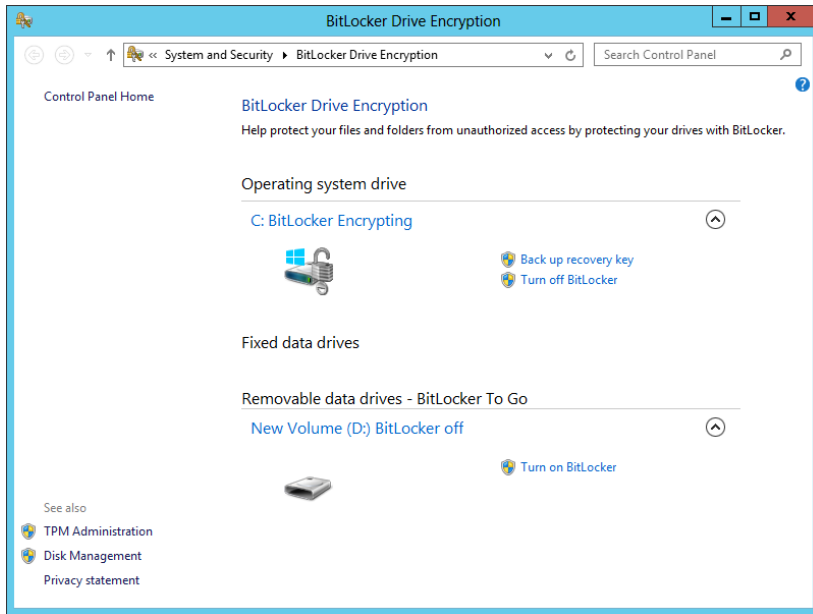 BitLocker Drive Encryption
« System and Security ▸ BitLocker Drive Encryption
Search Control Panel
Control Panel Home
BitLocker Drive Encryption
Help protect your files and folders from unauthorized access by protecting your drives with BitLocker.
Operating system drive
C: BitLocker Encrypting
Back up recovery key
Turn off BitLocker
Fixed data drives
Removable data drives - BitLocker To Go
New Volume (D:) BitLocker off
Turn on BitLocker
See also
TPM Administration
Disk Management
Privacy statement